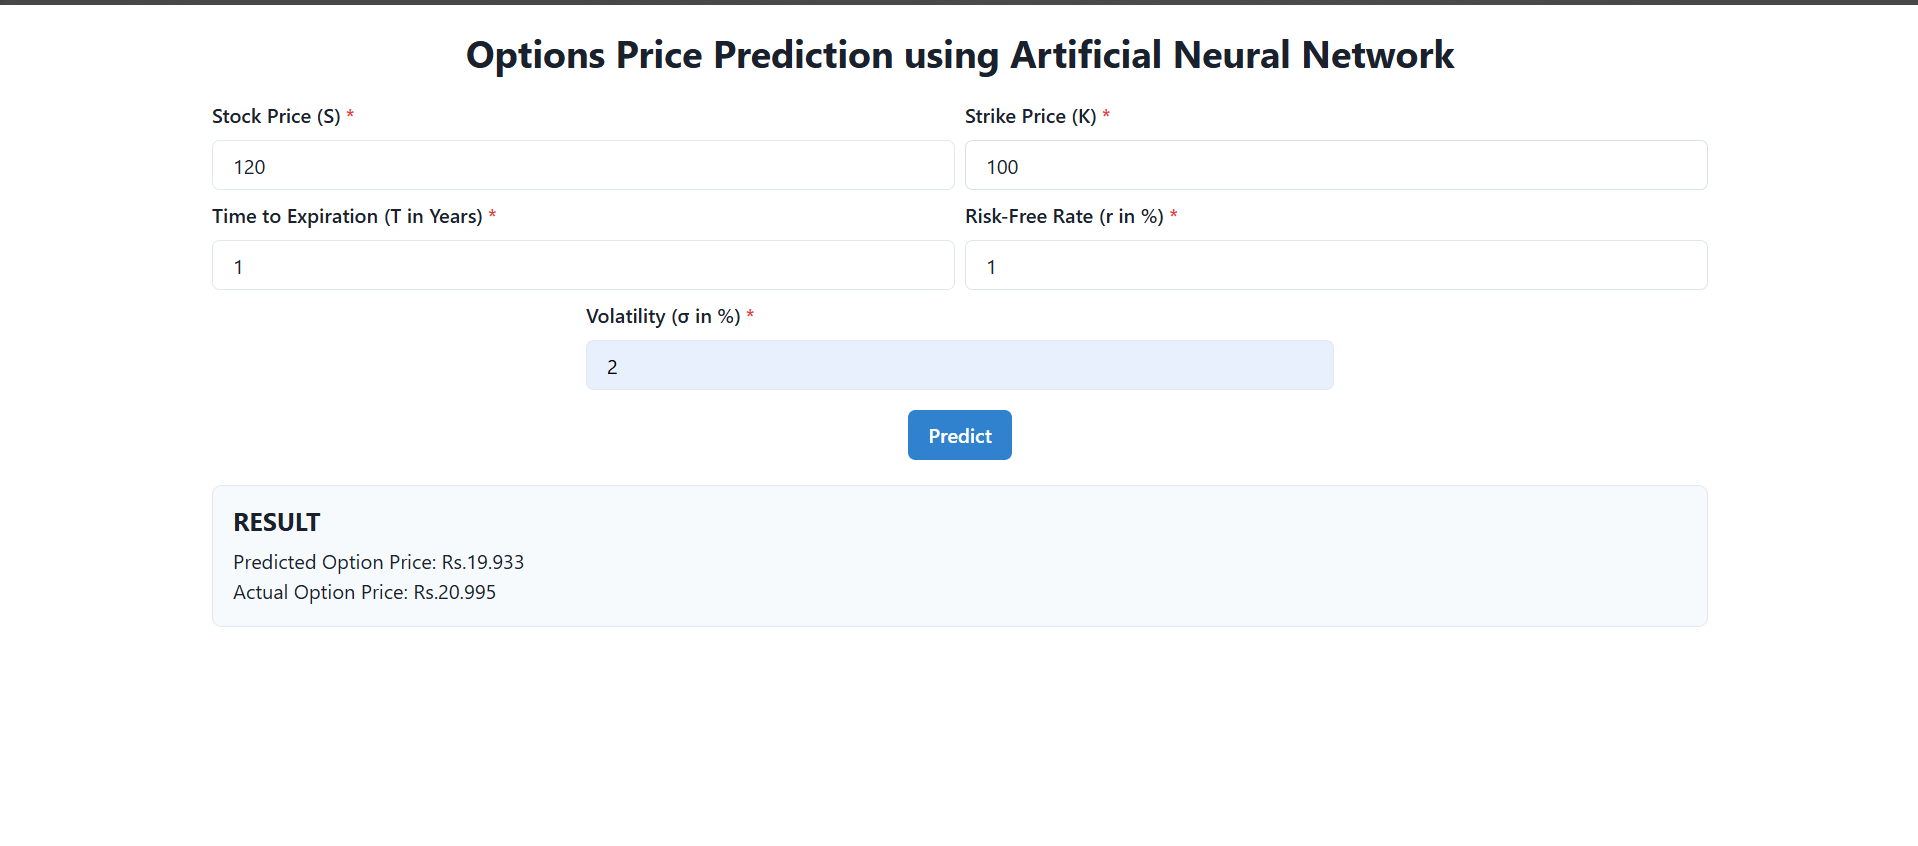 Options Price Prediction using Artificial Neural Network
Stock Price (S) *
Strike Price (K) *
120
100
Time to Expiration (T in Years) *
Risk-Free Rate (r in %) *
1
1
Volatility (σ in %) *
2
Predict
RESULT
Predicted Option Price: Rs.19.933
Actual Option Price: Rs.20.995